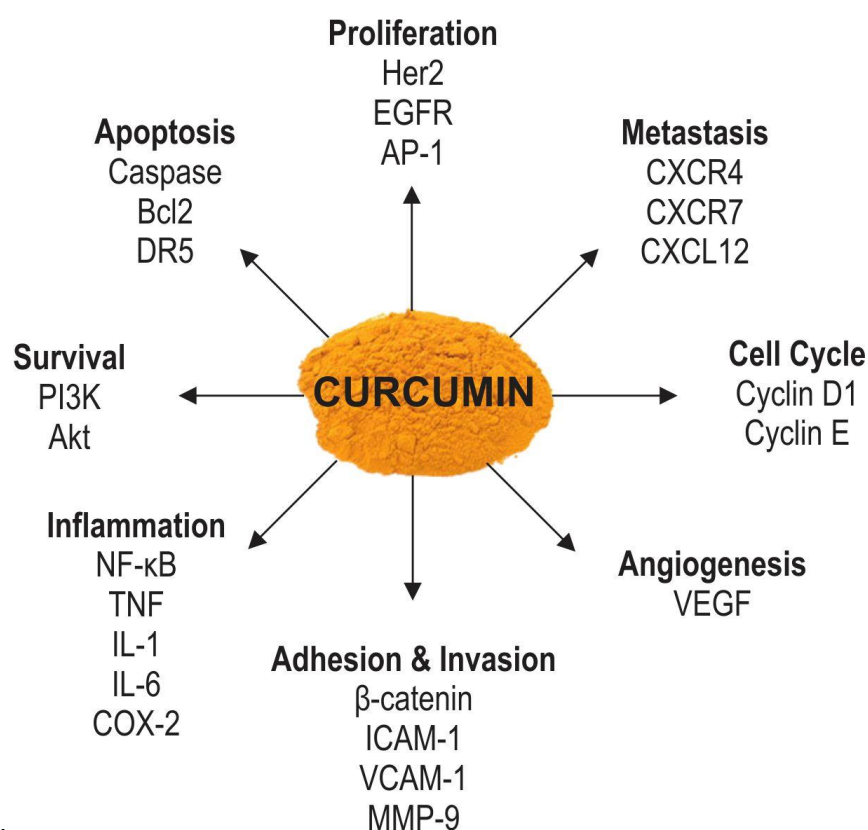 Proliferation
Her2
EGFR
AP-1
Apoptosis
Caspase
Bcl2
DR5
Metastasis
CXCR4
CXCR7
CXCL12
Survival
PI3K
Akt
CURCUMIN
Cell Cycle
Cyclin D1
Cyclin E
Inflammation
NF-κB
TNF
IL-1
IL-6
COX-2
Adhesion & Invasion
β-catenin
ICAM-1
VCAM-1
MMP-9
Angiogenesis
VEGF